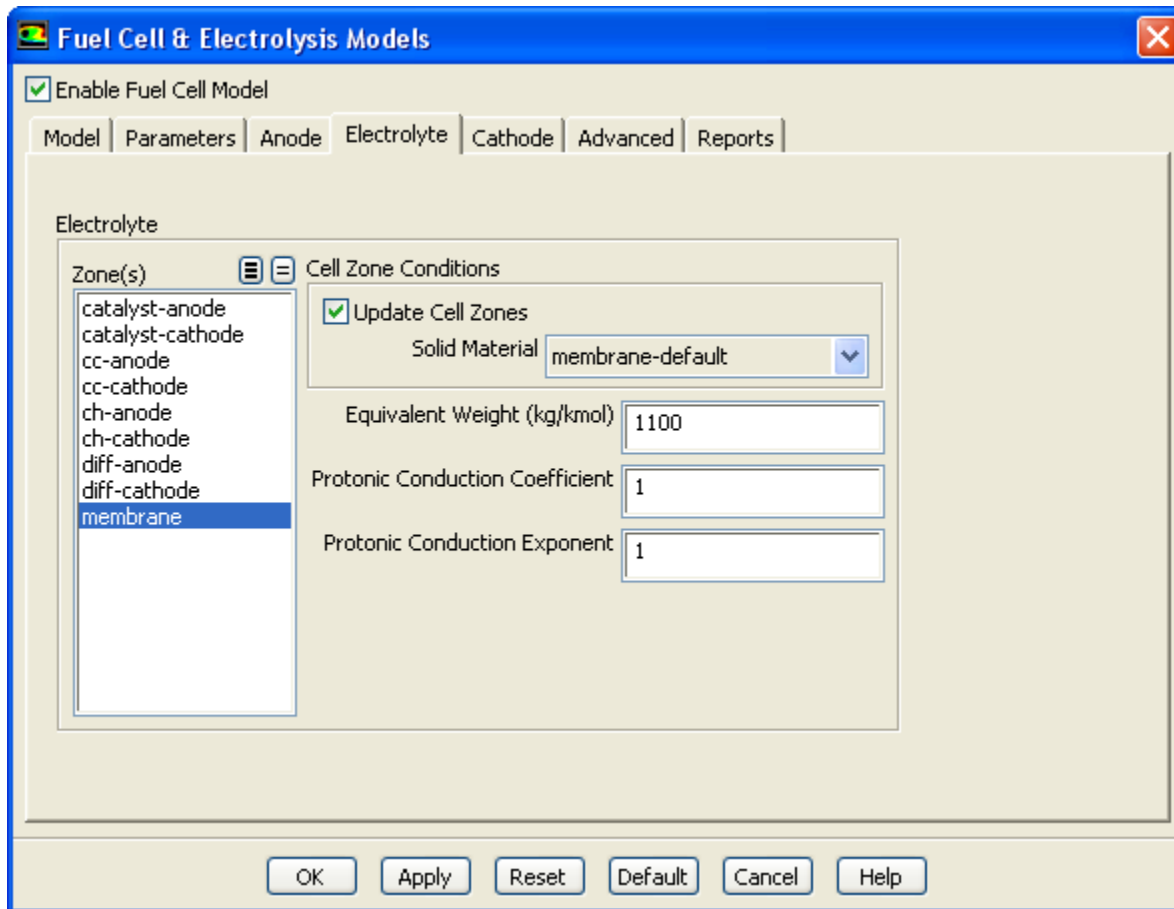 Fuel Cell & Electrolysis Models
Enable Fuel Cell Model
Model Parameters Anode Electrolyte Cathode Advanced Reports
Electrolyte
Zone(s)
catalyst-anode
catalyst-cathode
cc-anode
cc-cathode
ch-anode
ch-cathode
diff-anode
diff-cathode
membrane
Cell Zone Conditions
Update Cell Zones
Solid Material membrane-default
Equivalent Weight (kg/kmol) 1100
Protonic Conduction Coefficient 1
Protonic Conduction Exponent 1
OK Apply Reset Default Cancel Help